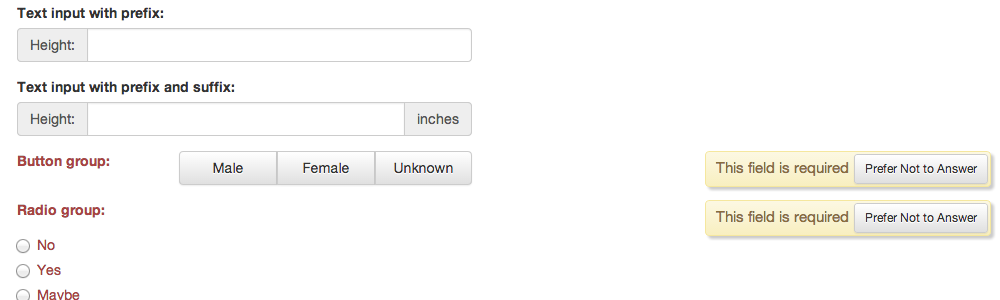 Text input with prefix:
Height:
Text input with prefix and suffix:
Height: inches
Button group: Male Female Unknown This field is required Prefer Not to Answer
Radio group: This field is required Prefer Not to Answer
No
Yes
Maybe